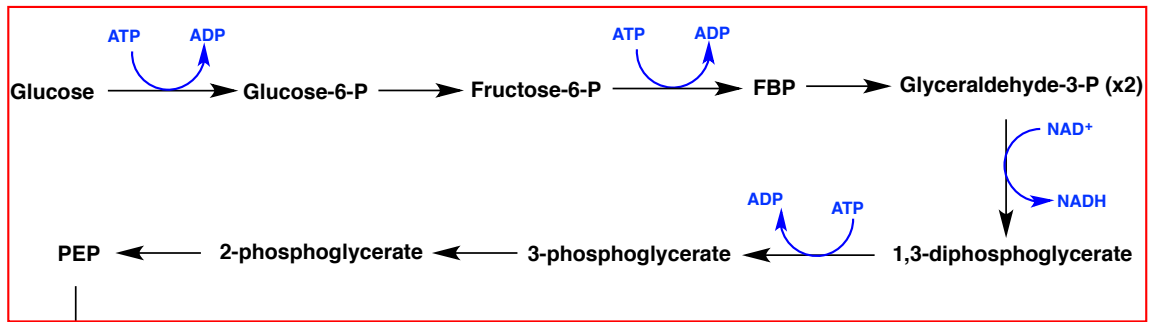 ATP ADP ATP ADP
Glucose Glucose-6-P Fructose-6-P FBP Glyceraldehyde-3-P (x2)
NAD⁺
NADH
ADP ATP
PEP 2-phosphoglycerate 3-phosphoglycerate 1,3-diphosphoglycerate